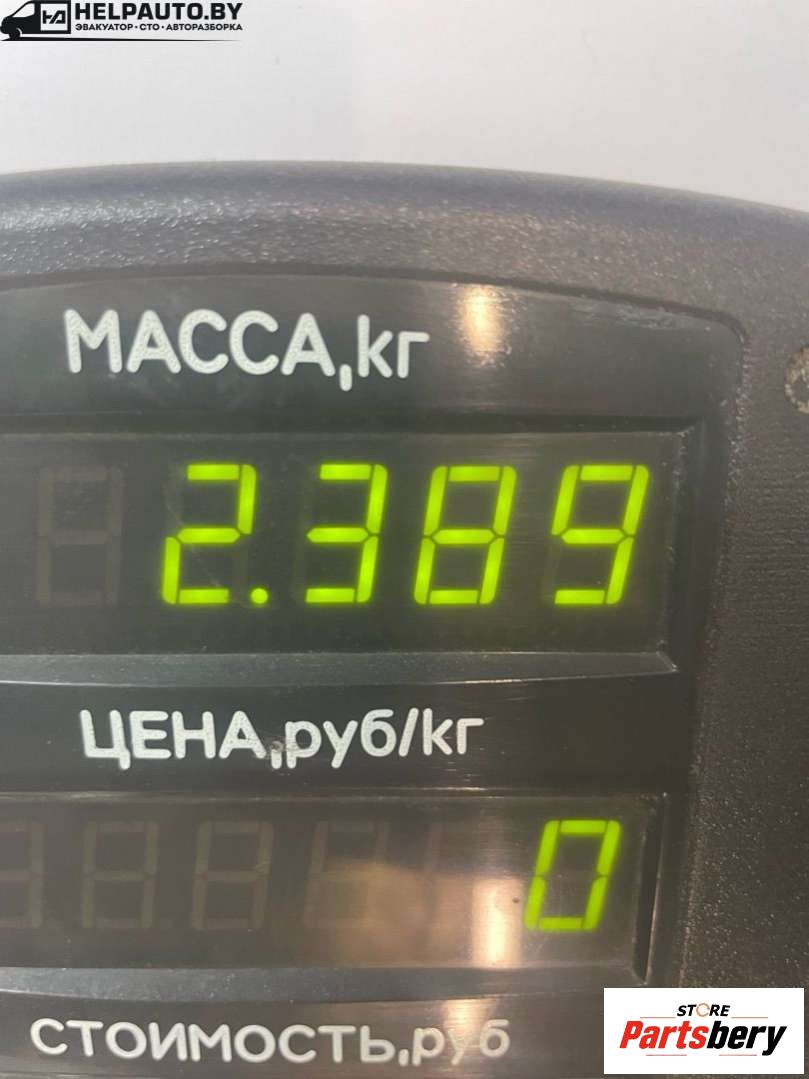 HELPAUTO.BY
ЭВАКУАТОР • СТО • АВТОРАЗБОРКА
МАССА,кг
2.389
ЦЕНА,руб/кг
0
СТОИМОСТЬ,руб
STORE
Partsbery